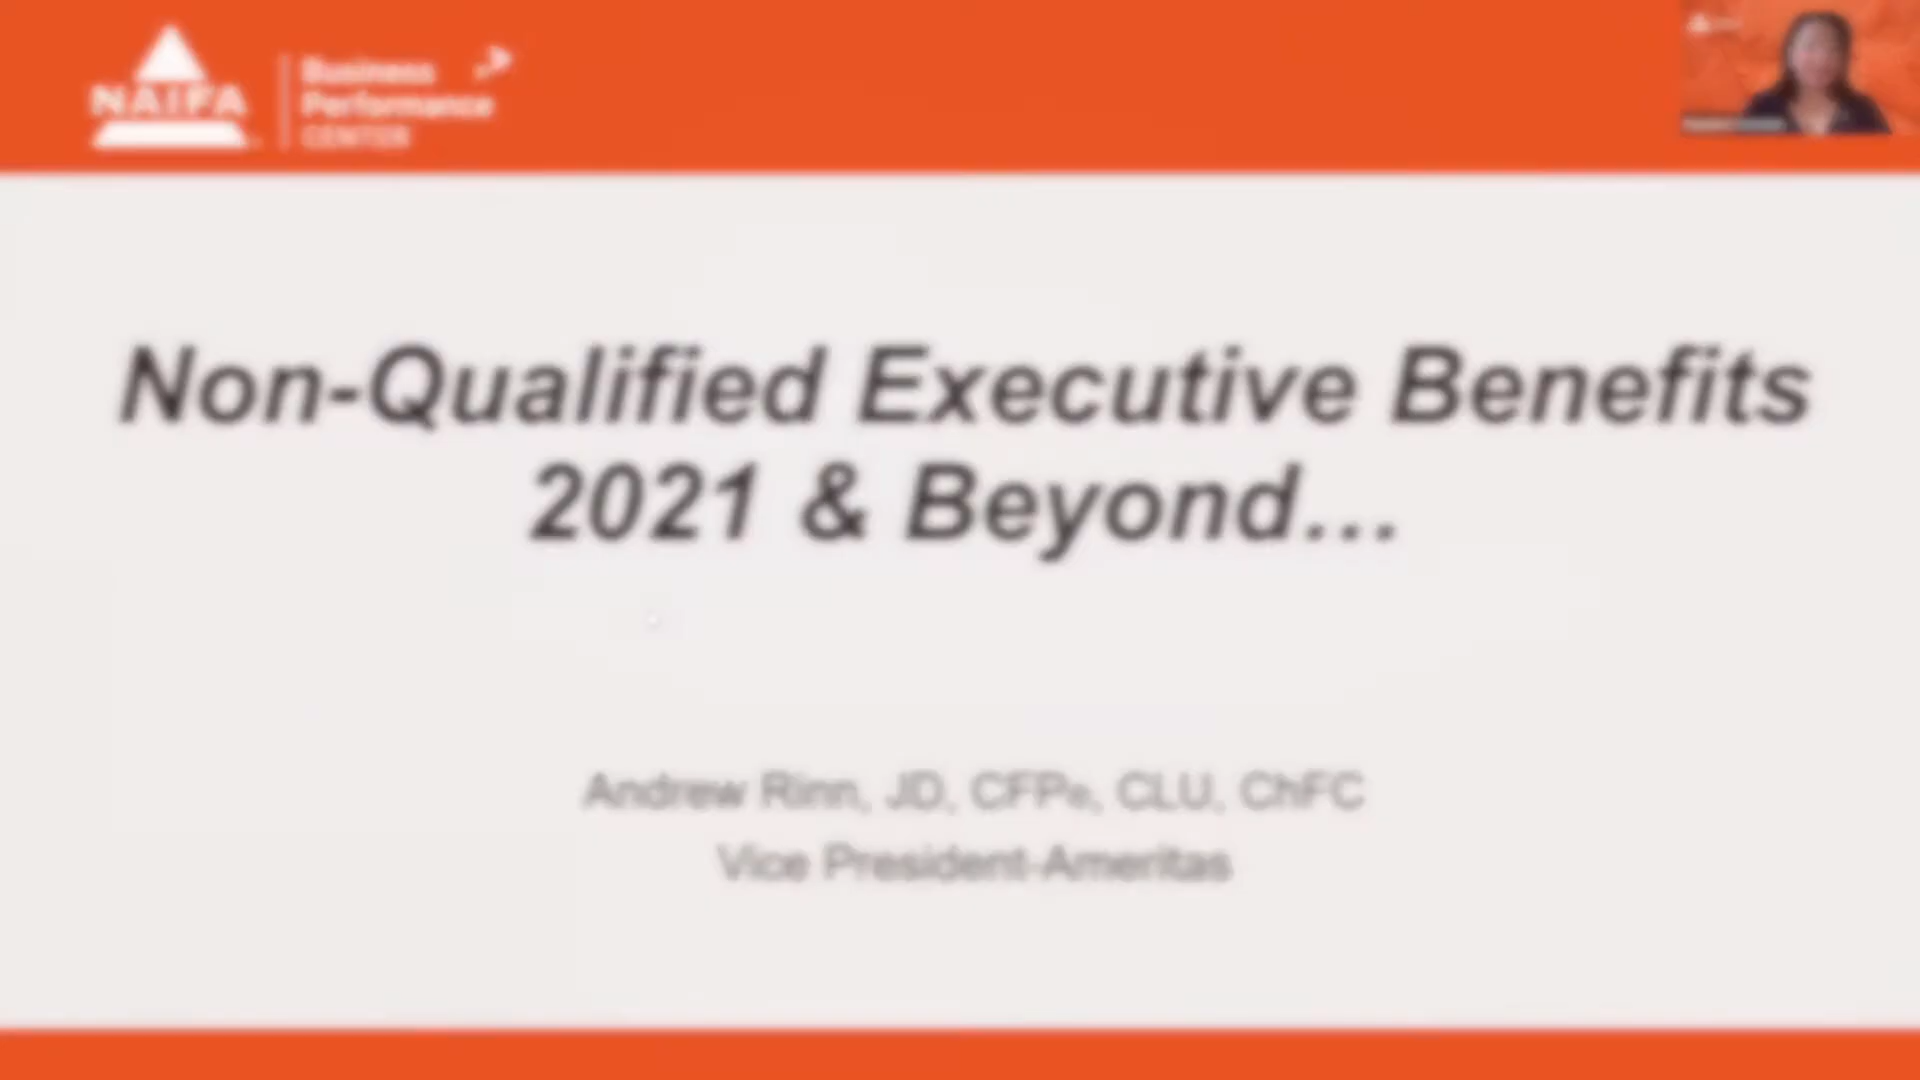 NAIFA
Business
Performance
CENTER
Non-Qualified Executive Benefits
2021 & Beyond...
Andrew Rinn, JD, CFP®, CLU, ChFC
Vice President-Ameritas